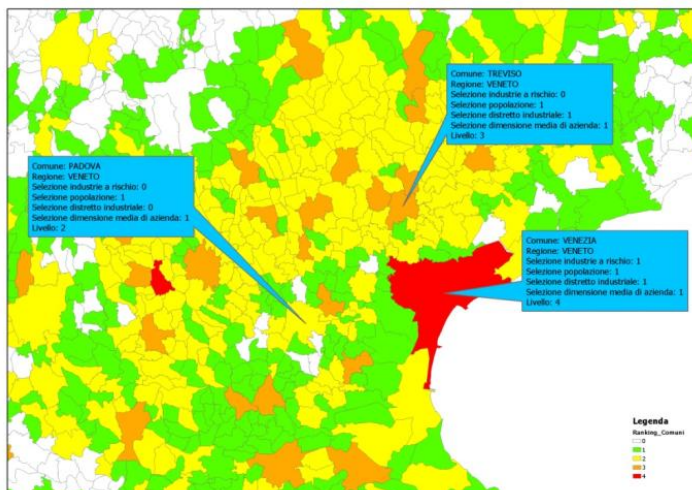 Comune: TREVISO
Regione: VENETO
Selezione industrie a rischio: 0
Selezione popolazione: 1
Selezione distretto industriale: 1
Selezione dimensione media di azienda: 1
Livello: 3
Comune: PADOVA
Regione: VENETO
Selezione industrie a rischio: 0
Selezione popolazione: 1
Selezione distretto industriale: 0
Selezione dimensione media di azienda: 1
Livello: 2
Comune: VENEZIA
Regione: VENETO
Selezione industrie a rischio: 1
Selezione popolazione: 1
Selezione distretto industriale: 1
Selezione dimensione media di azienda: 1
Livello: 4
Legenda
Ranking_Comuni
0
1
2
3
4